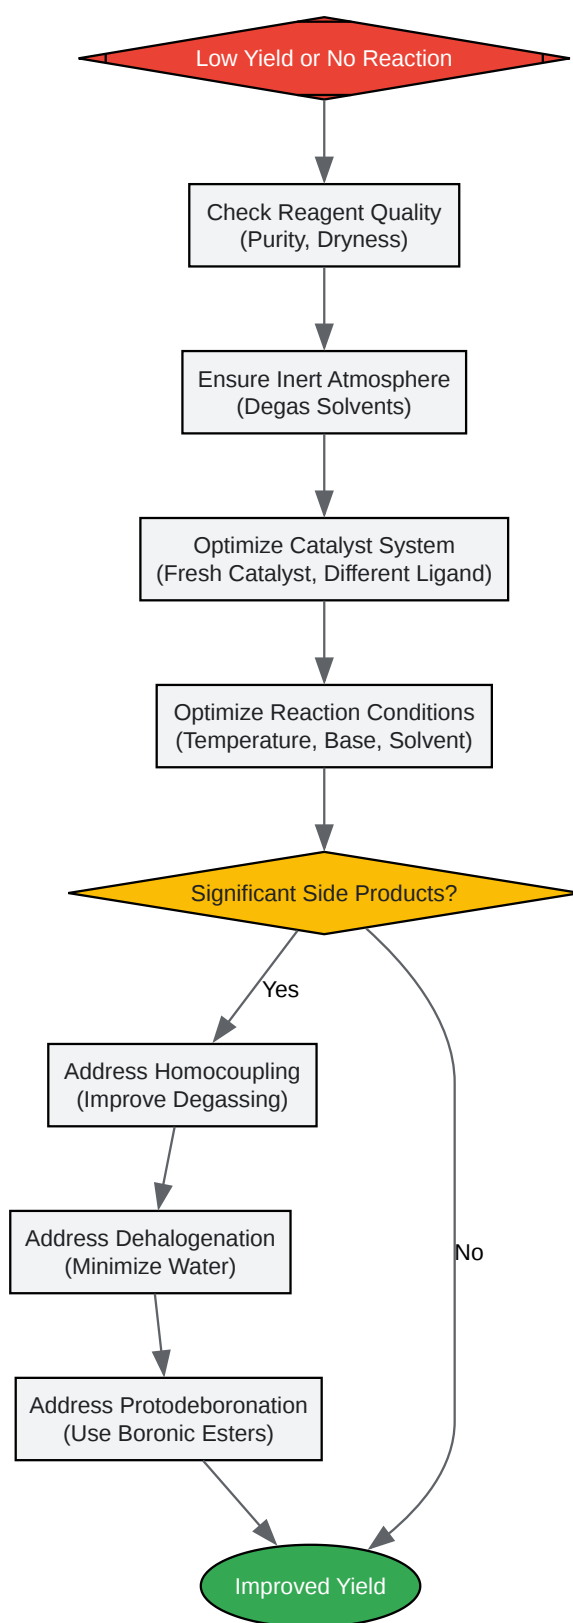 Low Yield or No Reaction
Check Reagent Quality
(Purity, Dryness)
Ensure Inert Atmosphere
(Degas Solvents)
Optimize Catalyst System
(Fresh Catalyst, Different Ligand)
Optimize Reaction Conditions
(Temperature, Base, Solvent)
Significant Side Products?
Yes
Address Homocoupling
(Improve Degassing)
Address Dehalogenation
(Minimize Water)
No
Address Protodeboronation
(Use Boronic Esters)
Improved Yield